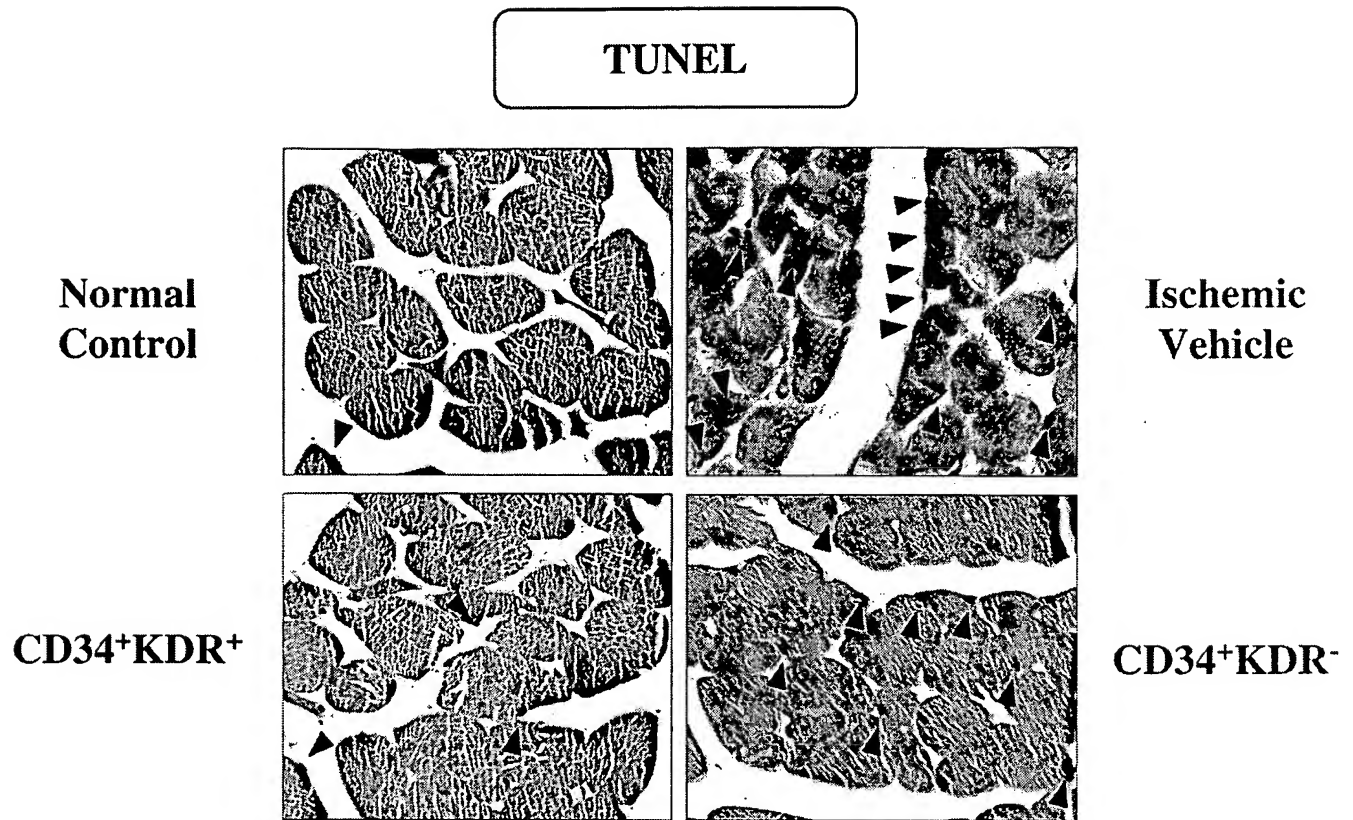 TUNEL
Normal
Control
Ischemic
Vehicle
CD34⁺KDR⁺
CD34⁺KDR⁻